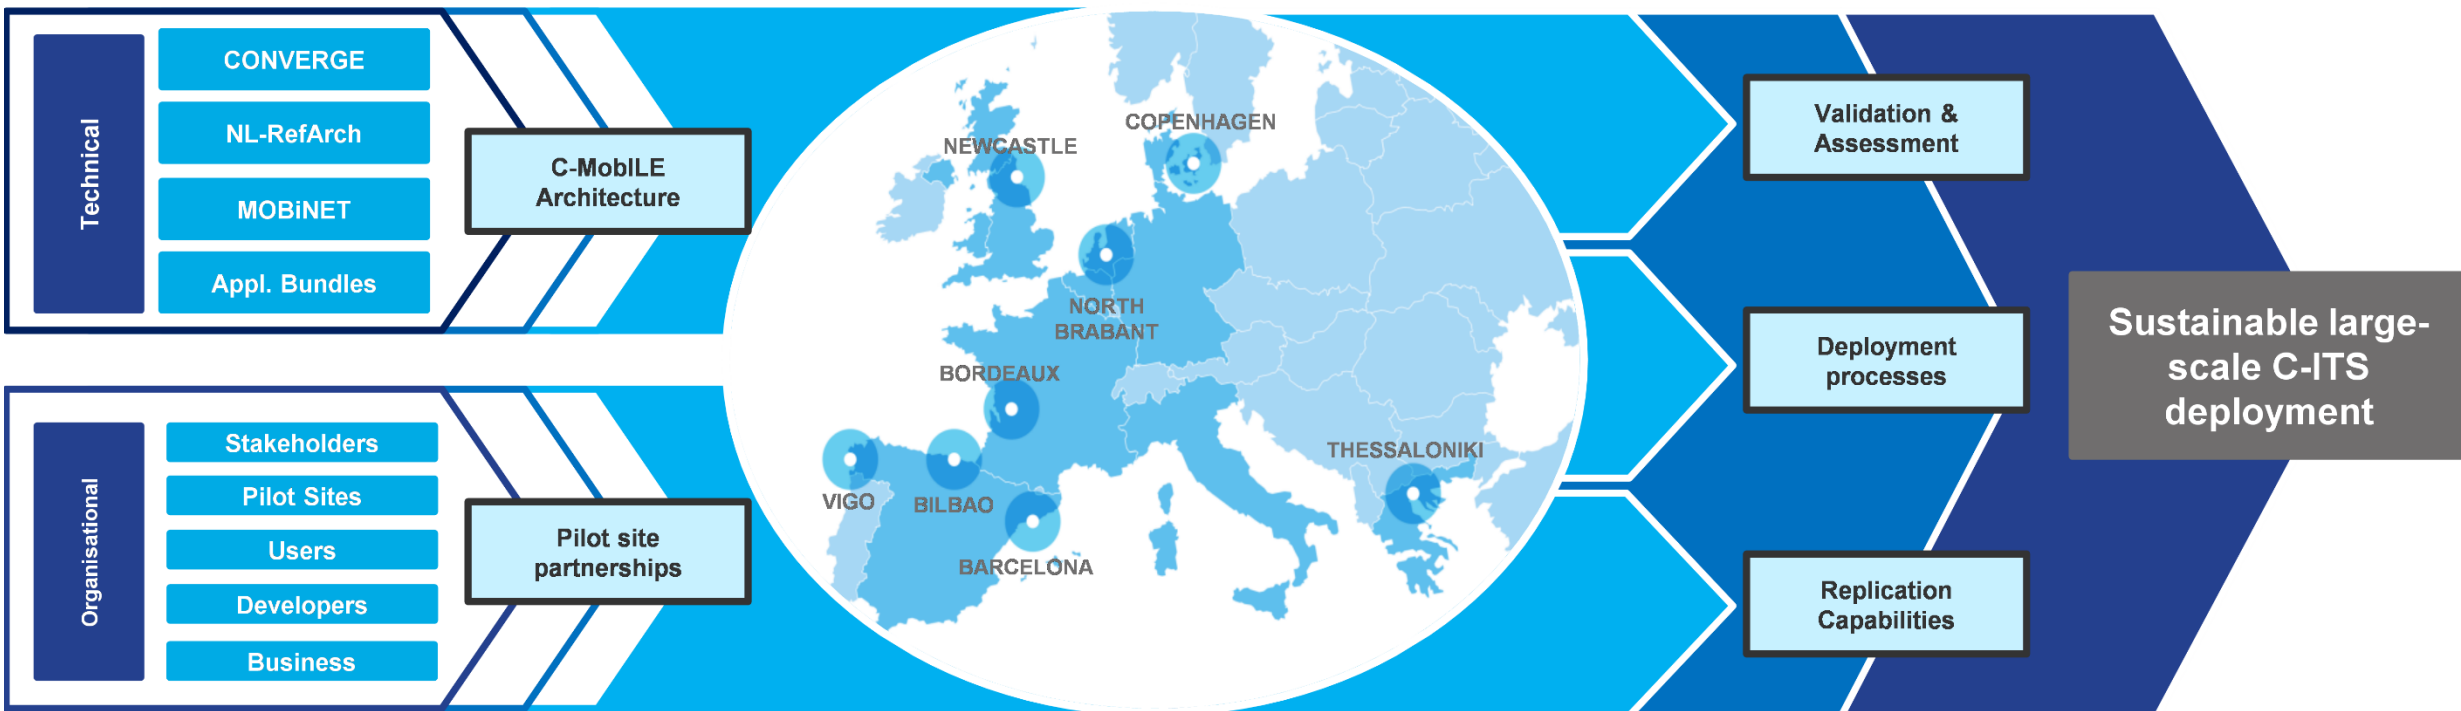 Technical
CONVERGE
NL-RefArch
MOBiNET
Appl. Bundles
C-MobILE
Architecture
Organisational
Stakeholders
Pilot Sites
Users
Developers
Business
Pilot site
partnerships
COPENHAGEN
NEWCASTLE
NORTH
BRABANT
BORDEAUX
THESSALONIKI
VIGO
BILBAO
BARCELONA
Validation &
Assessment
Deployment
processes
Replication
Capabilities
Sustainable large-
scale C-ITS
deployment